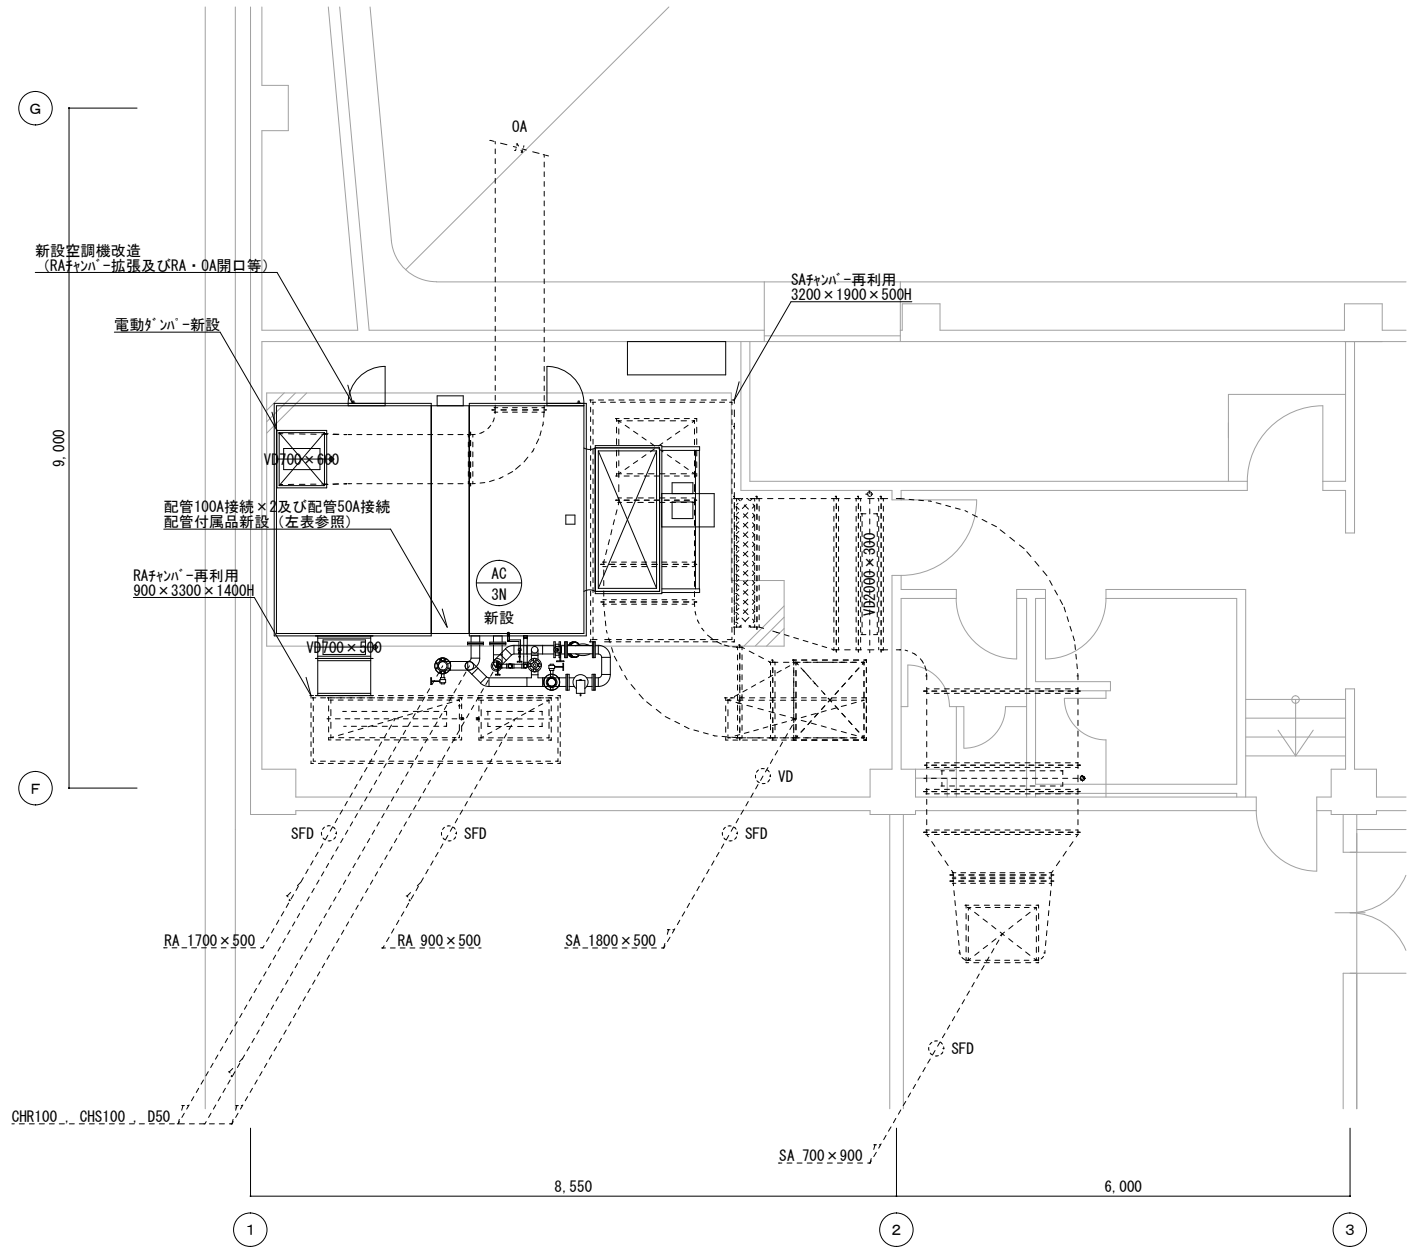 G
OA
新設空調機改造
（RAﾁｬﾝﾊﾞｰ拡張及びRA・OA開口等）
SAﾁｬﾝﾊﾞｰ再利用
3200×1900×500H
電動ﾀﾞﾝﾊﾟｰ新設
9,000
VD700×600
配管100A接続×2及び配管50A接続
配管付属品新設（左表参照）
VD2000×300
RAﾁｬﾝﾊﾞｰ再利用
900×3300×1400H
AC
3N
新設
VD700×500
F
VD
SFD
SFD
SFD
RA 1700×500
RA 900×500
SA 1800×500
SFD
CHR100 , CHS100 , D50
SA 700×900
8,550
6,000
1
2
3